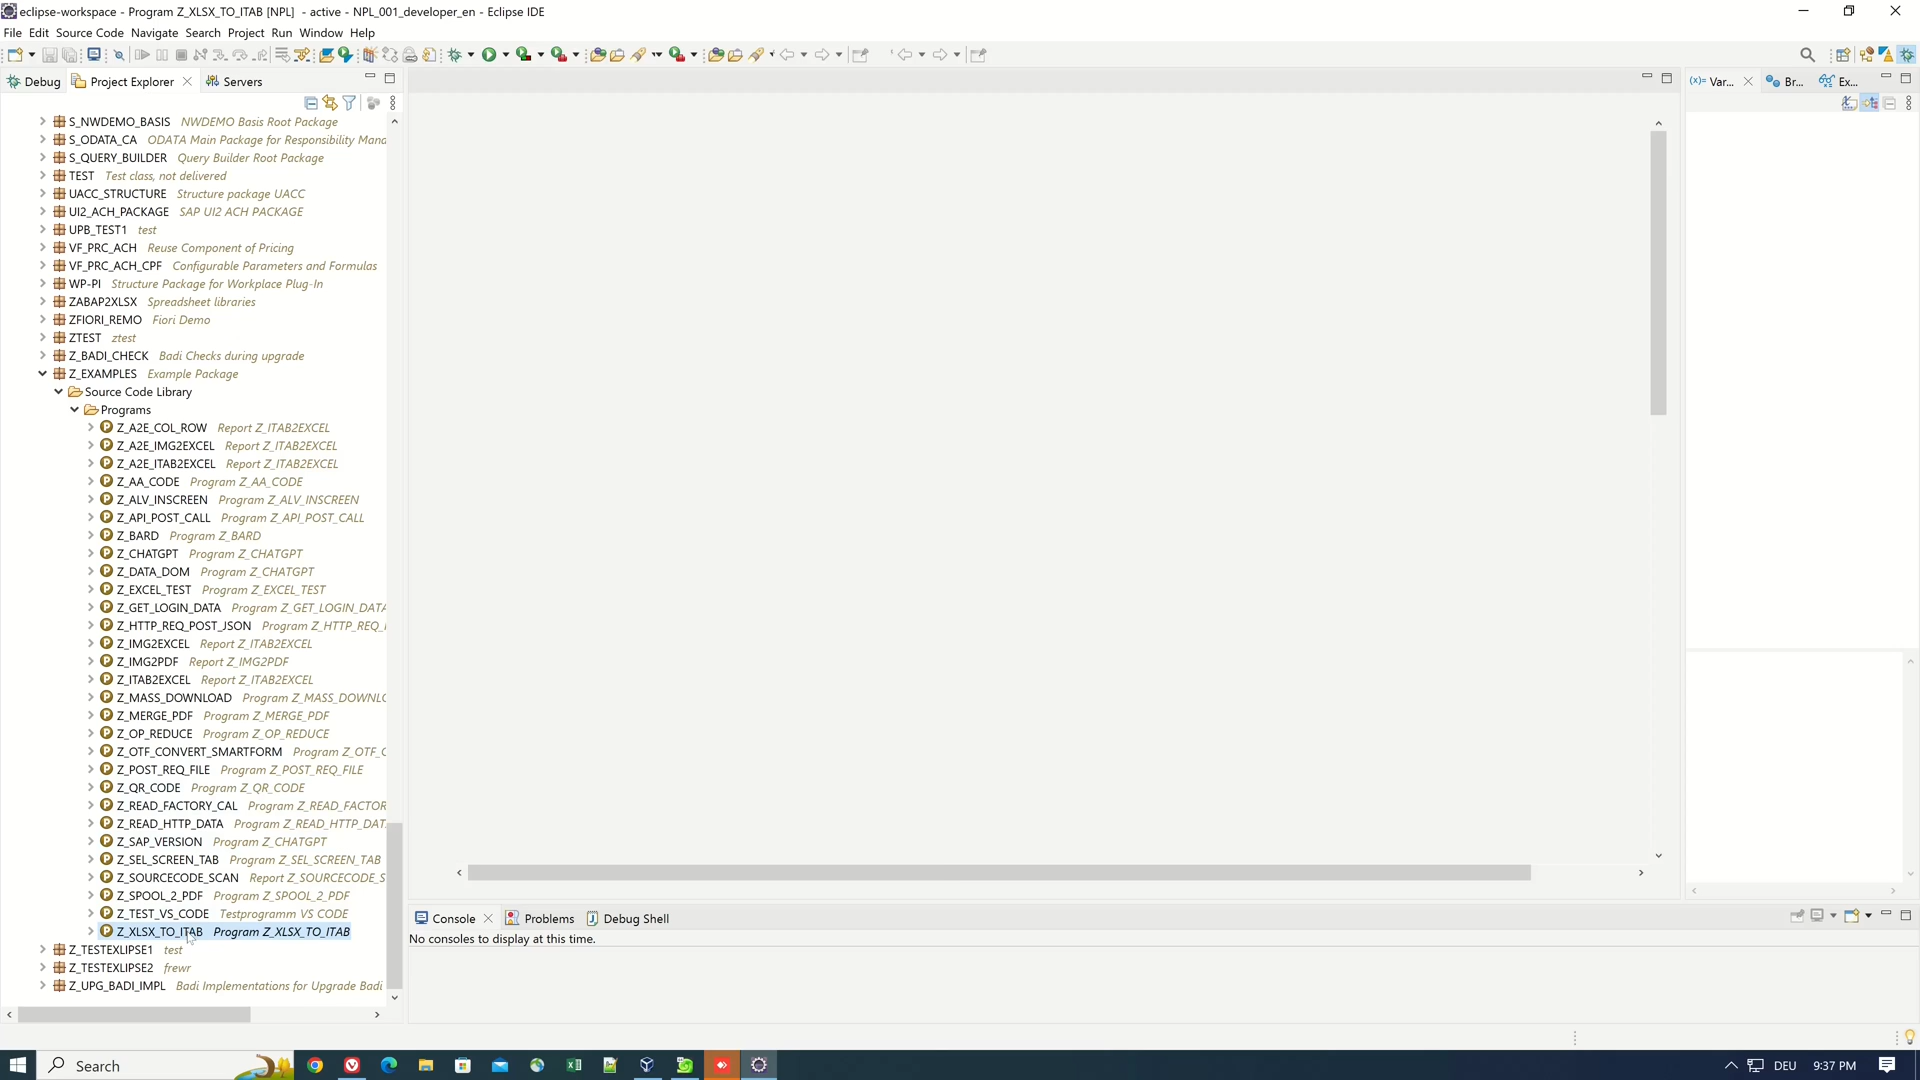 eclipse-workspace - Program Z_XLSX_TO_ITAB [NPL]  - active - NPL_001_developer_en - Eclipse IDE
File Edit Source Code Navigate Search Project Run Window Help
Debug Project Explorer Servers
Var... Br... Ex...
S_NWDEMO_BASIS NWDEMO Basis Root Package
S_ODATA_CA ODATA Main Package for Responsibility Mana
S_QUERY_BUILDER Query Builder Root Package
TEST Test class, not delivered
UACC_STRUCTURE Structure package UACC
UI2_ACH_PACKAGE SAP UI2 ACH PACKAGE
UPB_TEST1 test
VF_PRC_ACH Reuse Component of Pricing
VF_PRC_ACH_CPF Configurable Parameters and Formulas
WP-PI Structure Package for Workplace Plug-In
ZABAP2XLSX Spreadsheet libraries
ZFIORI_REMO Fiori Demo
ZTEST ztest
Z_BADI_CHECK Badi Checks during upgrade
Z_EXAMPLES Example Package
Source Code Library
Programs
Z_A2E_COL_ROW Report Z_ITAB2EXCEL
Z_A2E_IMG2EXCEL Report Z_ITAB2EXCEL
Z_A2E_ITAB2EXCEL Report Z_ITAB2EXCEL
Z_AA_CODE Program Z_AA_CODE
Z_ALV_INSCREEN Program Z_ALV_INSCREEN
Z_API_POST_CALL Program Z_API_POST_CALL
Z_BARD Program Z_BARD
Z_CHATGPT Program Z_CHATGPT
Z_DATA_DOM Program Z_CHATGPT
Z_EXCEL_TEST Program Z_EXCEL_TEST
Z_GET_LOGIN_DATA Program Z_GET_LOGIN_DATA
Z_HTTP_REQ_POST_JSON Program Z_HTTP_REQ_
Z_IMG2EXCEL Report Z_ITAB2EXCEL
Z_IMG2PDF Report Z_IMG2PDF
Z_ITAB2EXCEL Report Z_ITAB2EXCEL
Z_MASS_DOWNLOAD Program Z_MASS_DOWNLO
Z_MERGE_PDF Program Z_MERGE_PDF
Z_OP_REDUCE Program Z_OP_REDUCE
Z_OTF_CONVERT_SMARTFORM Program Z_OTF_C
Z_POST_REQ_FILE Program Z_POST_REQ_FILE
Z_QR_CODE Program Z_QR_CODE
Z_READ_FACTORY_CAL Program Z_READ_FACTOR
Z_READ_HTTP_DATA Program Z_READ_HTTP_DAT
Z_SAP_VERSION Program Z_CHATGPT
Z_SEL_SCREEN_TAB Program Z_SEL_SCREEN_TAB
Z_SOURCECODE_SCAN Report Z_SOURCECODE_S
Z_SPOOL_2_PDF Program Z_SPOOL_2_PDF
Z_TEST_VS_CODE Testprogramm VS CODE
Z_XLSX_TO_ITAB Program Z_XLSX_TO_ITAB
Z_TESTEXLIPSE1 test
Z_TESTEXLIPSE2 frewr
Z_UPG_BADI_IMPL Badi Implementations for Upgrade Badi
Console Problems Debug Shell
No consoles to display at this time.
Search
DEU 9:37 PM